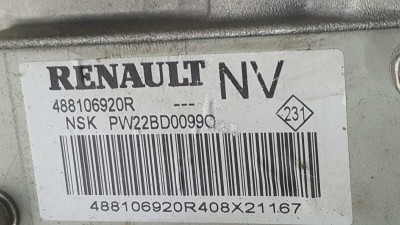 RENAULT NV
488106920R ---
NSK PW22BD0099Q
231
488106920R408X21167